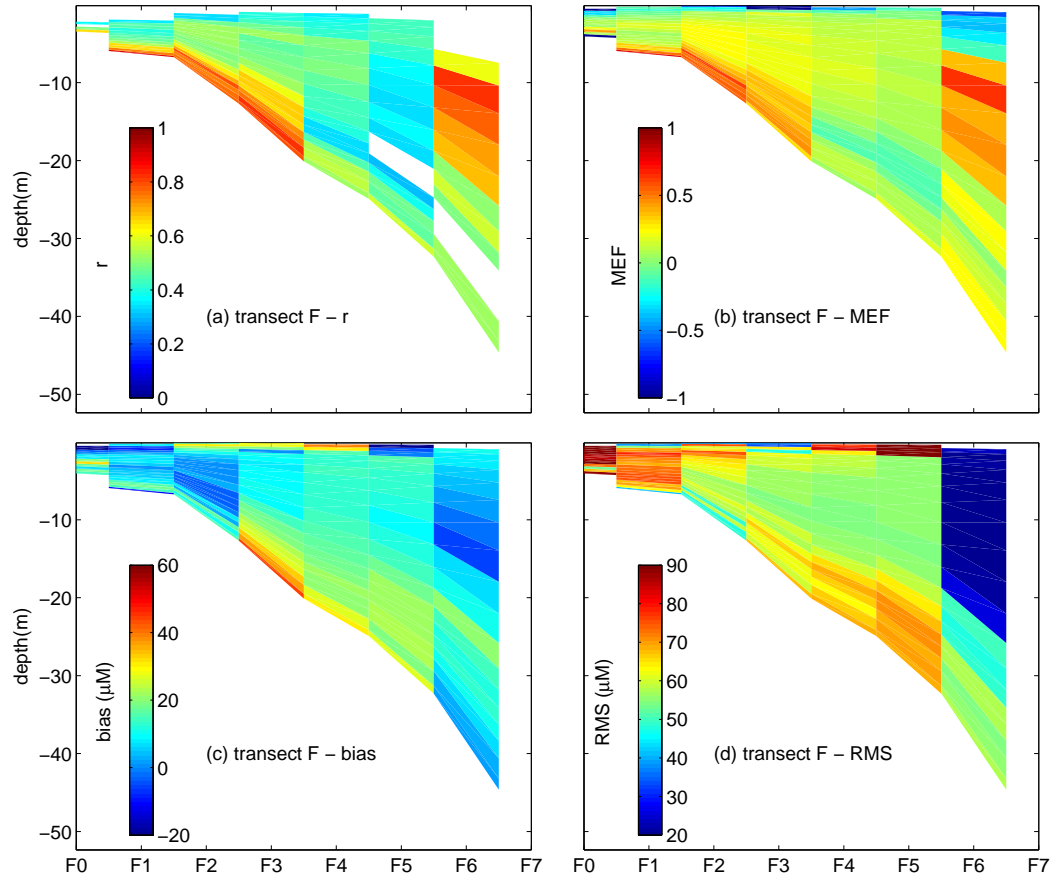 −10
−20
−30
−40
−50
depth(m)
1
0.8
0.6
0.4
0.2
0
r
(a) transect F − r
1
0.5
0
−0.5
−1
MEF
(b) transect F − MEF
−10
−20
−30
−40
−50
depth(m)
60
40
20
0
−20
bias (μM)
(c) transect F − bias
90
80
70
60
50
40
30
20
RMS (μM)
(d) transect F − RMS
F0 F1 F2 F3 F4 F5 F6 F7
F0 F1 F2 F3 F4 F5 F6 F7